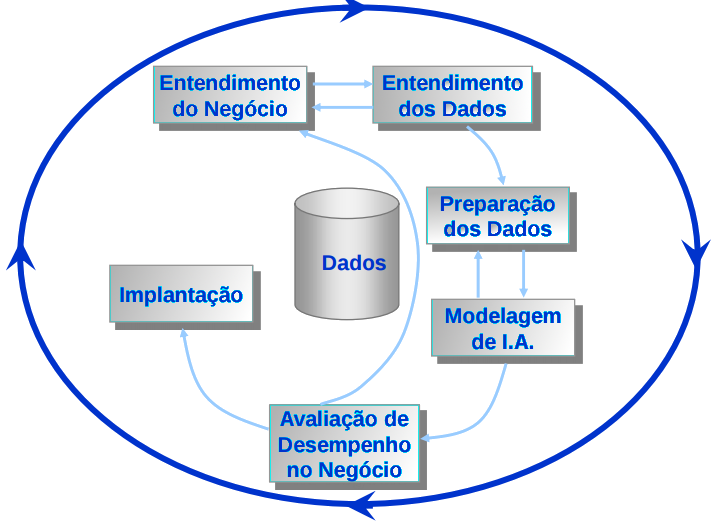 Entendimento
do Negócio
Entendimento
dos Dados
Preparação
dos Dados
Dados
Implantação
Modelagem
de I.A.
Avaliação de
Desempenho
no Negócio